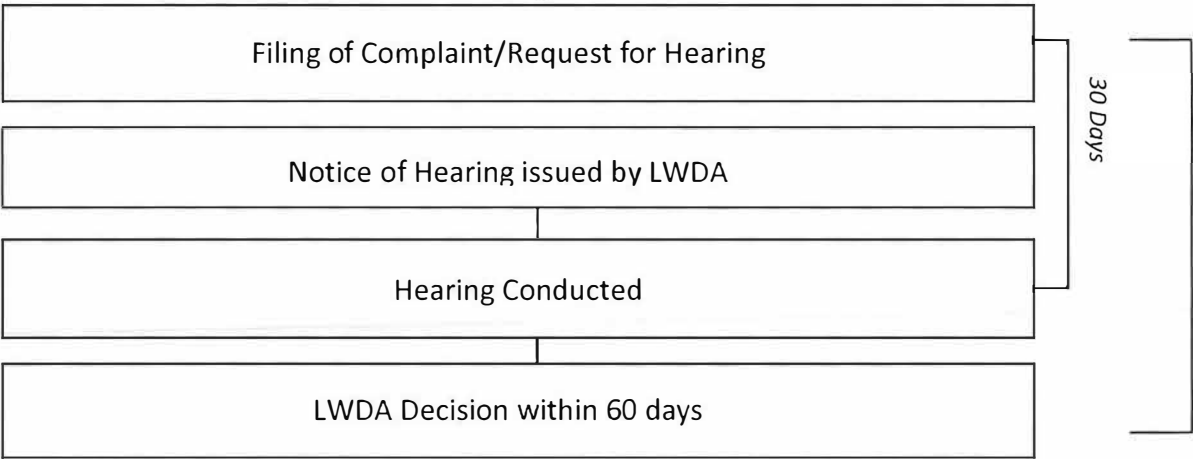 Filing of Complaint/Request for Hearing
30 Days
Notice of Hearing issued by LWDA
Hearing Conducted
LWDA Decision within 60 days